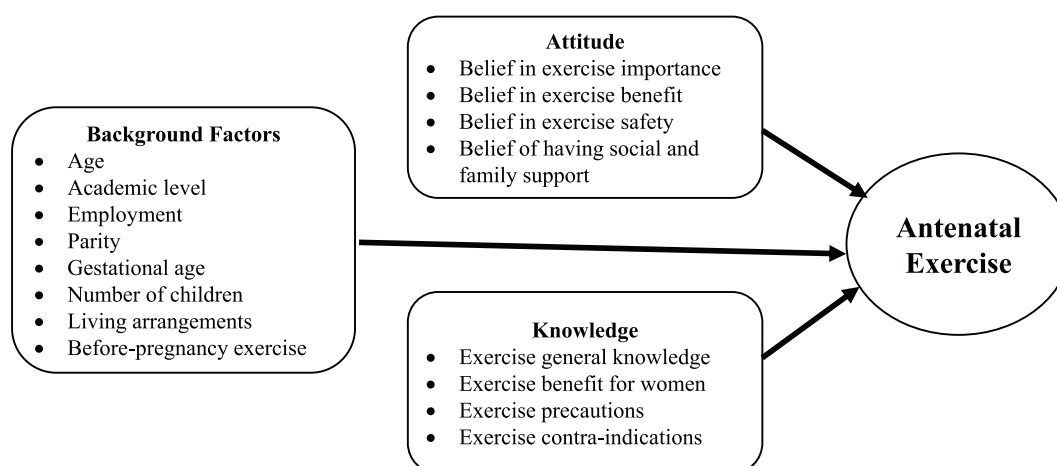 Background Factors
• Age
• Academic level
• Employment
• Parity
• Gestational age
• Number of children
• Living arrangements
• Before-pregnancy exercise
Attitude
• Belief in exercise importance
• Belief in exercise benefit
• Belief in exercise safety
• Belief of having social and
family support
Knowledge
• Exercise general knowledge
• Exercise benefit for women
• Exercise precautions
• Exercise contra-indications
Antenatal
Exercise